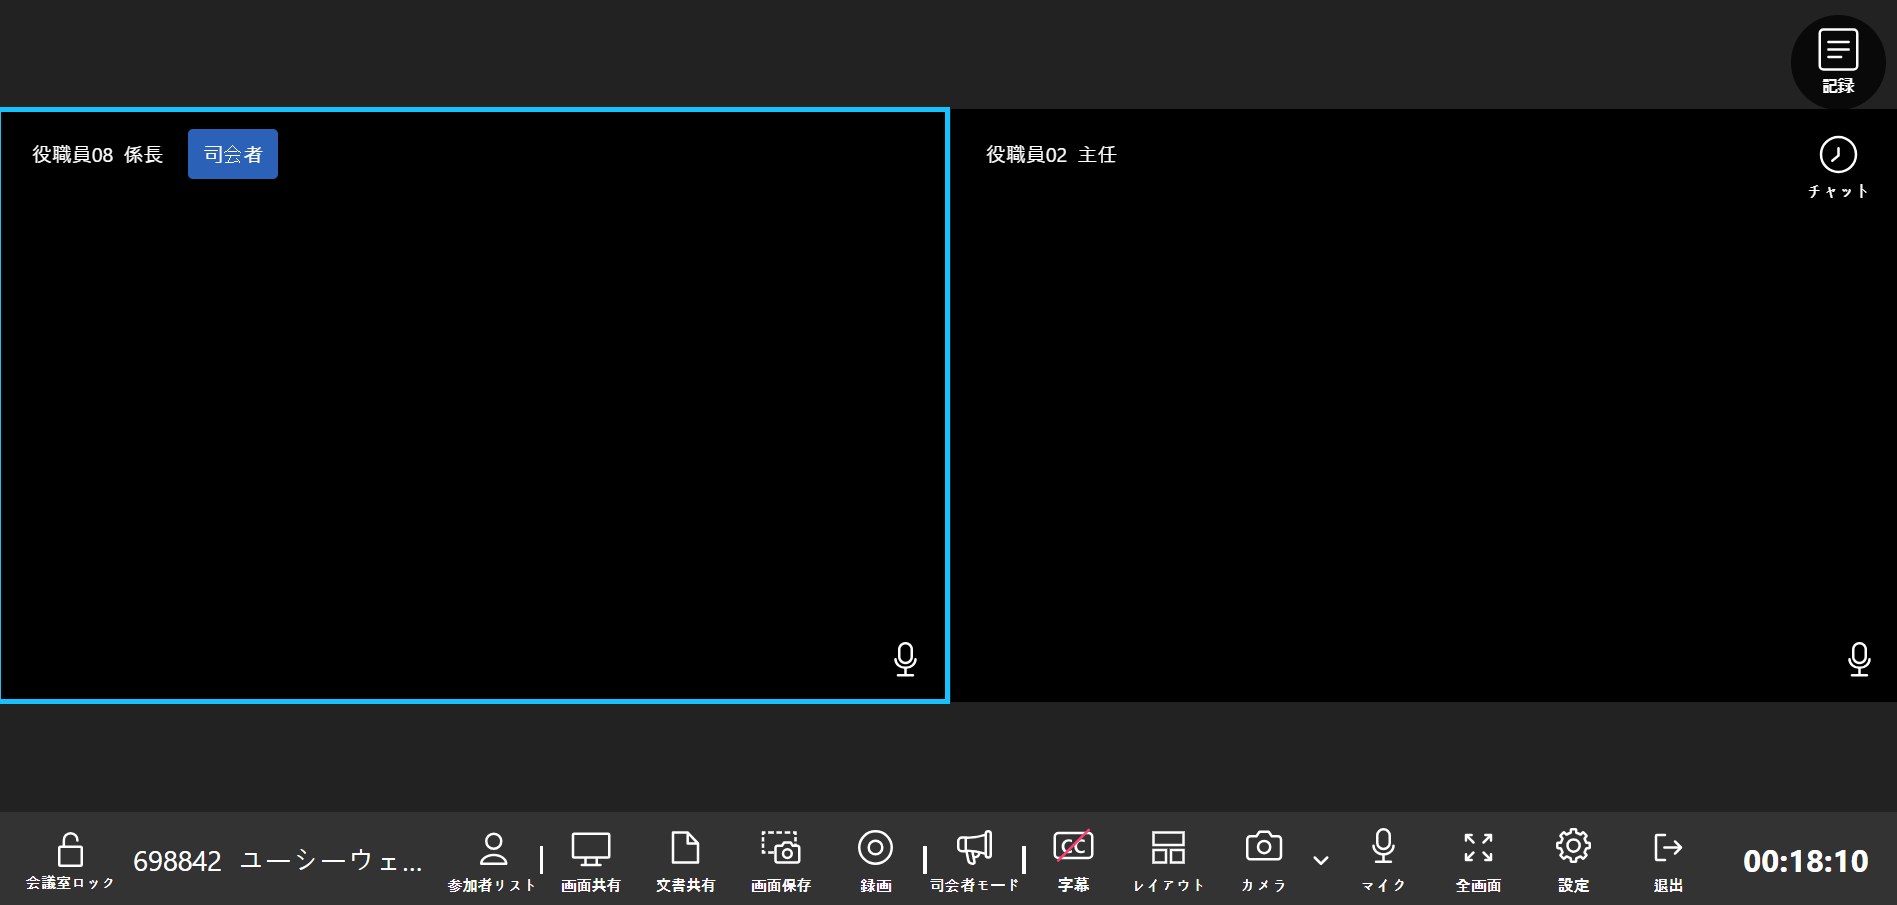 記録
役職員08 係長 司会者
役職員02 主任
チャット
会議室ロック
698842 ユーシーウェ...
参加者リスト
画面共有
文書共有
画面保存
録画
司会者モード
CC
字幕
レイアウト
カメラ
マイク
全画面
設定
退出
00:18:10